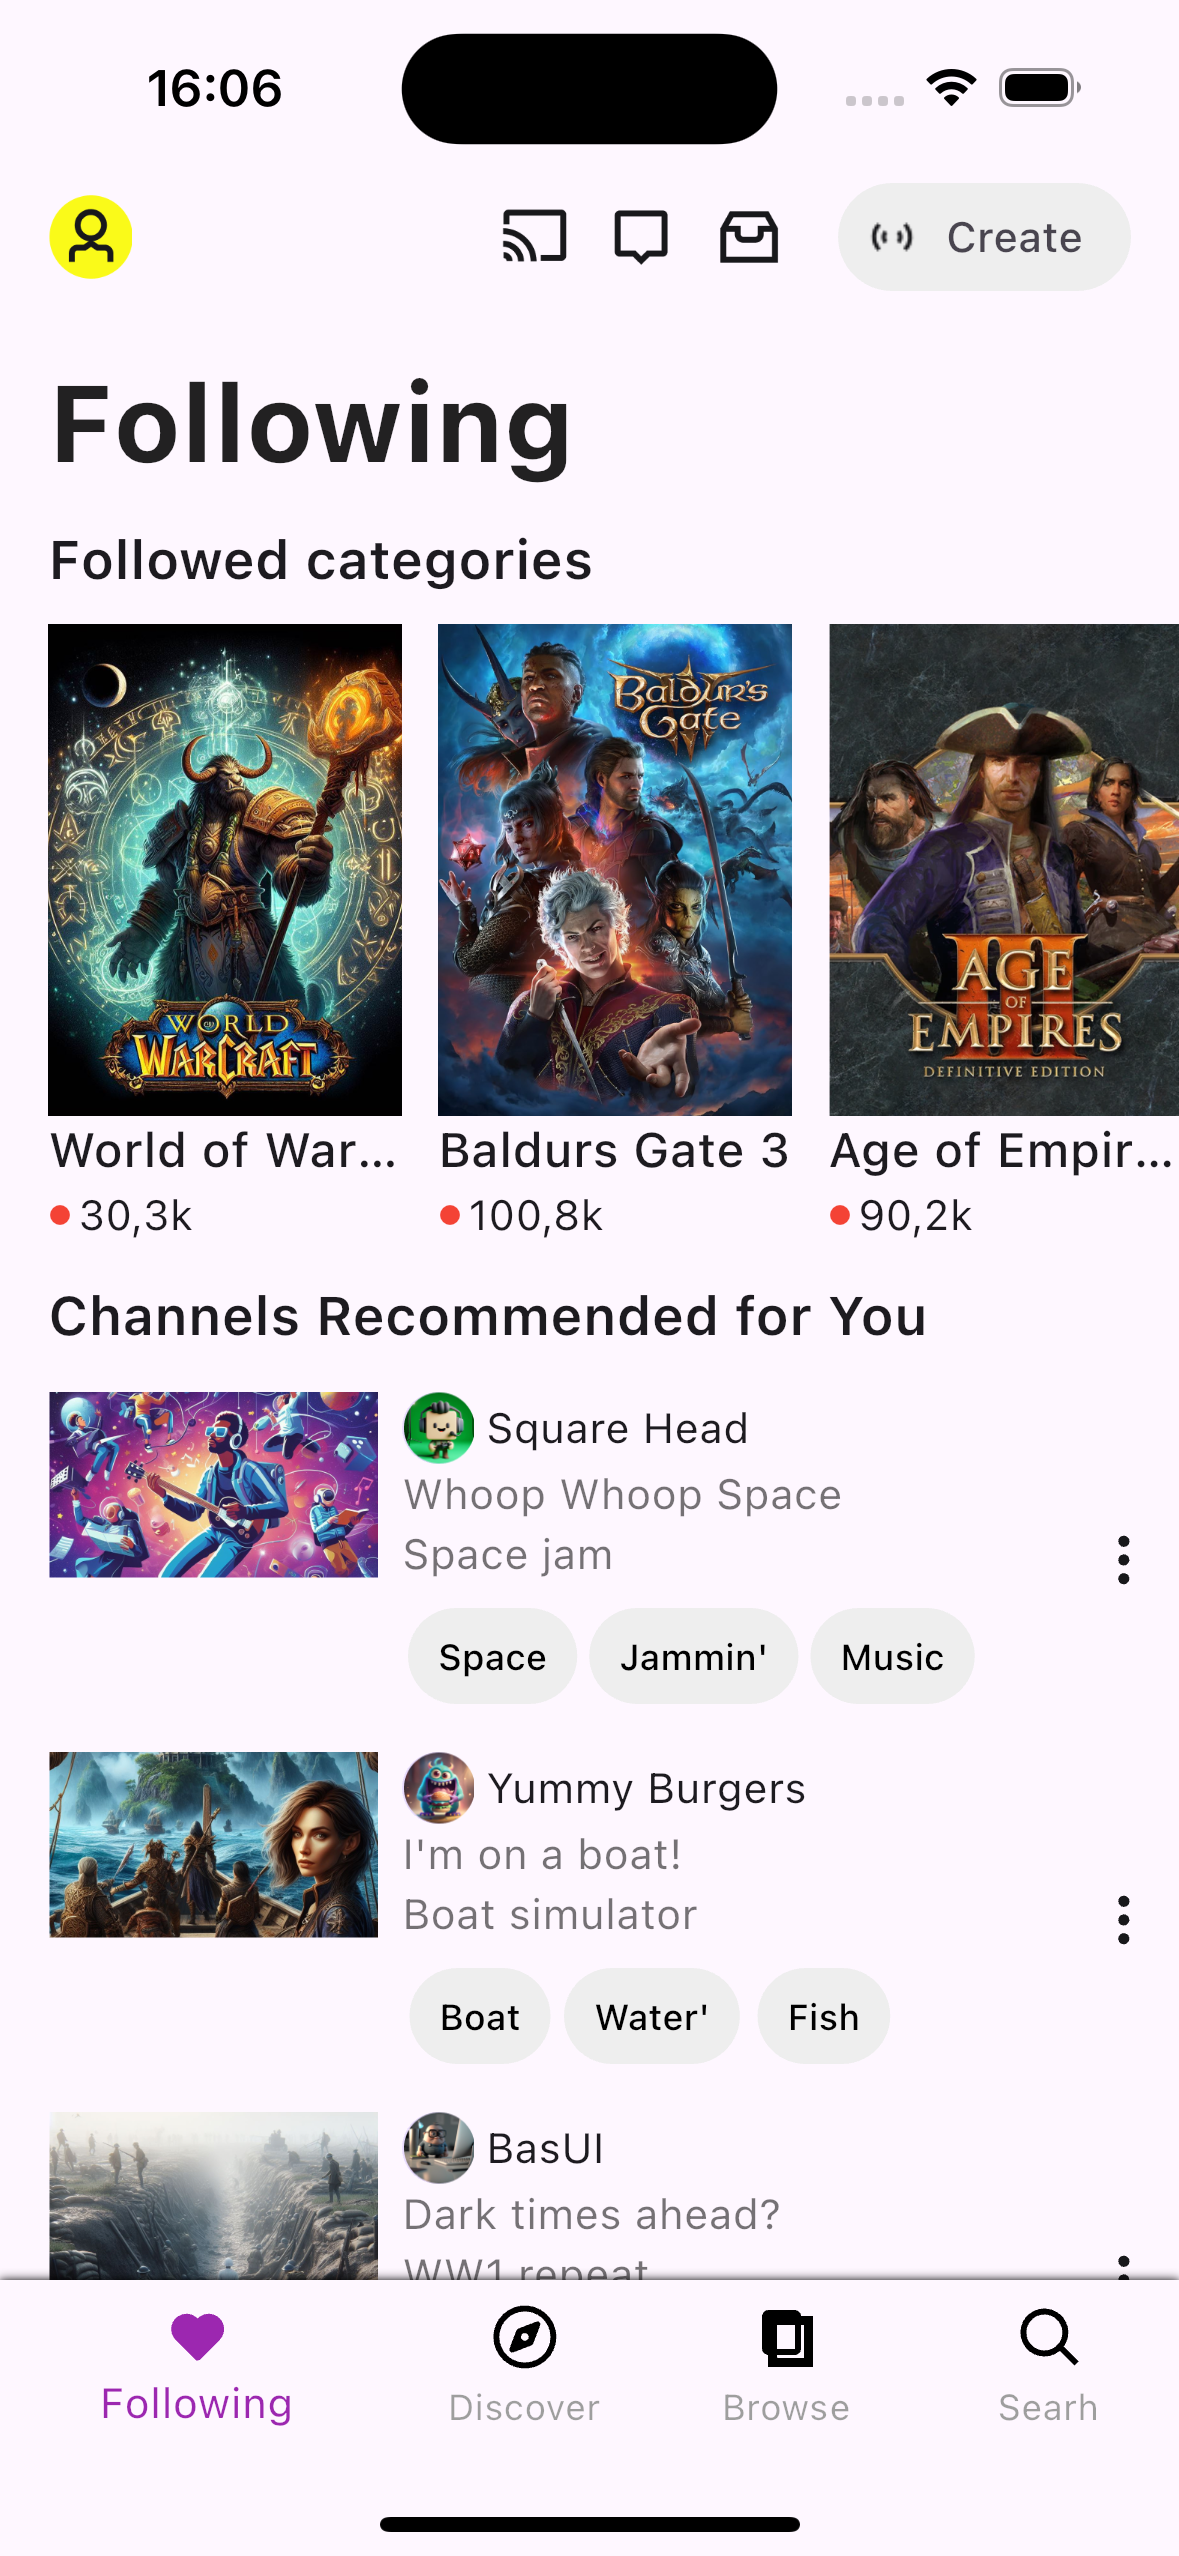 16:06
Create
Following
Followed categories
BALDUR'S
GATE
WORLD
OF
WARCRAFT
AGE
OF
EMPIRES
III
DEFINITIVE EDITION
World of War...
Baldurs Gate 3
Age of Empir...
30,3k
100,8k
90,2k
Channels Recommended for You
Square Head
Whoop Whoop Space
Space jam
Space
Jammin'
Music
Yummy Burgers
I'm on a boat!
Boat simulator
Boat
Water'
Fish
BasUI
Dark times ahead?
WW1 repeat
Following
Discover
Browse
Searh